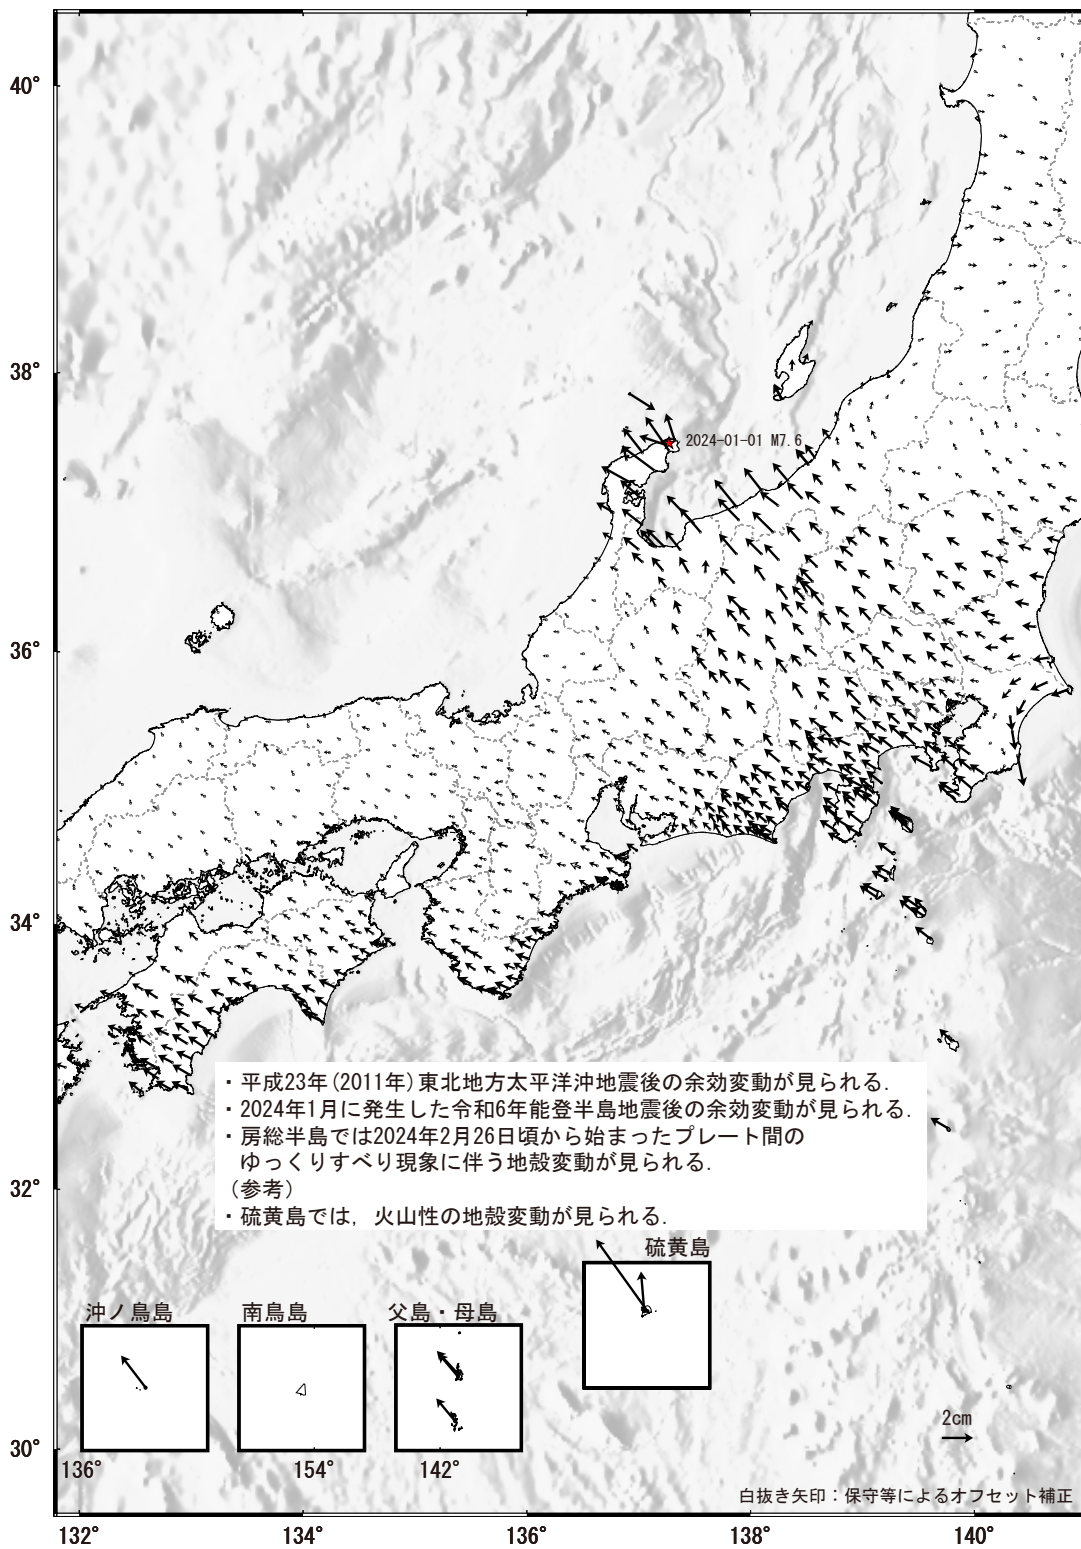 40°
38°
2024-01-01 M7.6
36°
34°
・平成23年(2011年)東北地方太平洋沖地震後の余効変動が見られる.
・2024年1月に発生した令和6年能登半島地震後の余効変動が見られる.
・房総半島では2024年2月26日頃から始まったプレート間の
ゆっくりすべり現象に伴う地殻変動が見られる.
(参考)
・硫黄島では, 火山性の地殻変動が見られる.
32°
硫黄島
沖ノ鳥島
南鳥島
父島・母島
2cm
30°
136°
154°
142°
白抜き矢印：保守等によるオフセット補正
132°
134°
136°
138°
140°